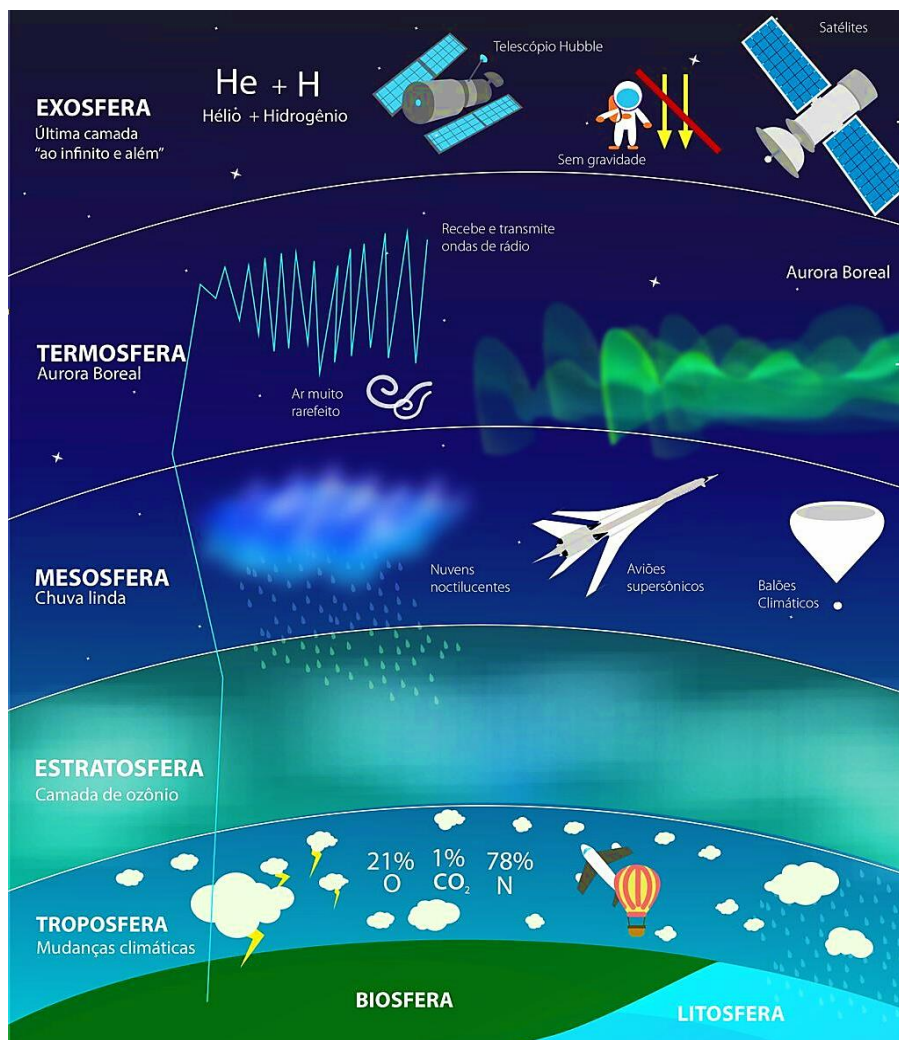 EXOSFERA
Última camada
"ao infinito e além"
He + H
Hélio + Hidrogênio
Telescópio Hubble
Sem gravidade
Satélites
Recebe e transmite
ondas de rádio
Aurora Boreal
TERMOSFERA
Aurora Boreal
Ar muito
rarefeito
MESOSFERA
Chuva linda
Nuvens
noctilucentes
Aviões
supersônicos
Balões
Climáticos
ESTRATOSFERA
Camada de ozônio
21% 1% 78%
O CO₂ N
TROPOSFERA
Mudanças climáticas
BIOSFERA
LITOSFERA